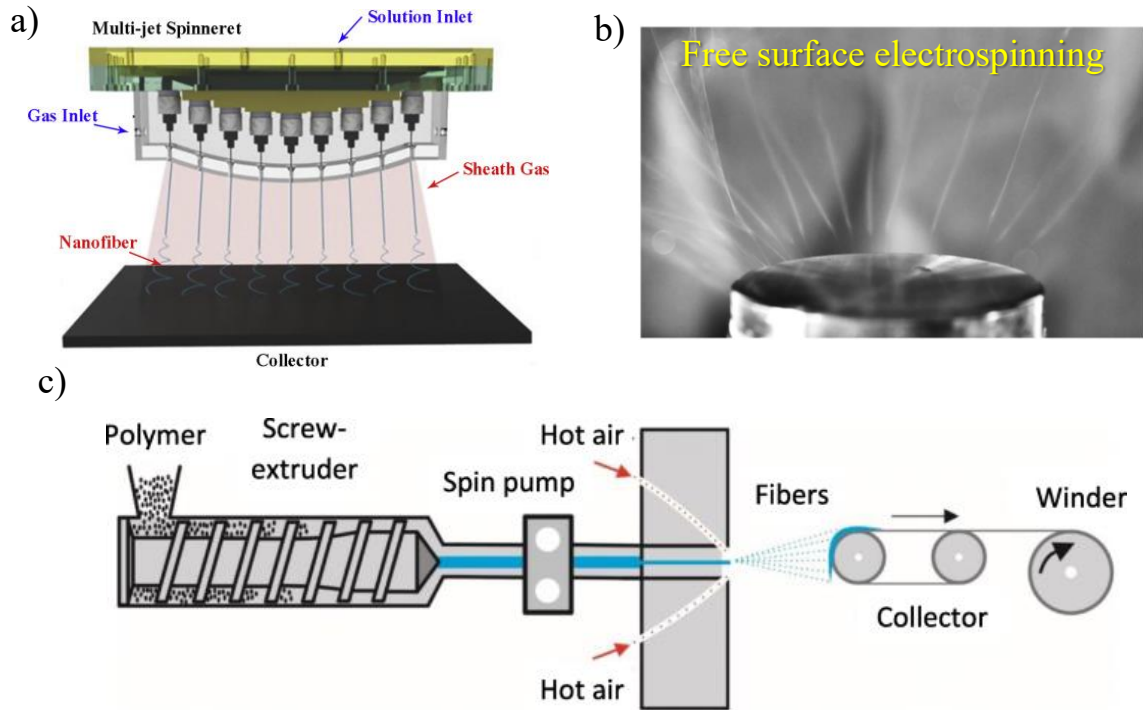 a)
Multi-jet Spinneret
Solution Inlet
Gas Inlet
Sheath Gas
Nanofiber
Collector
b)
Free surface electrospinning
c)
Polymer
Screw-
extruder
Spin pump
Hot air
Hot air
Fibers
Collector
Winder